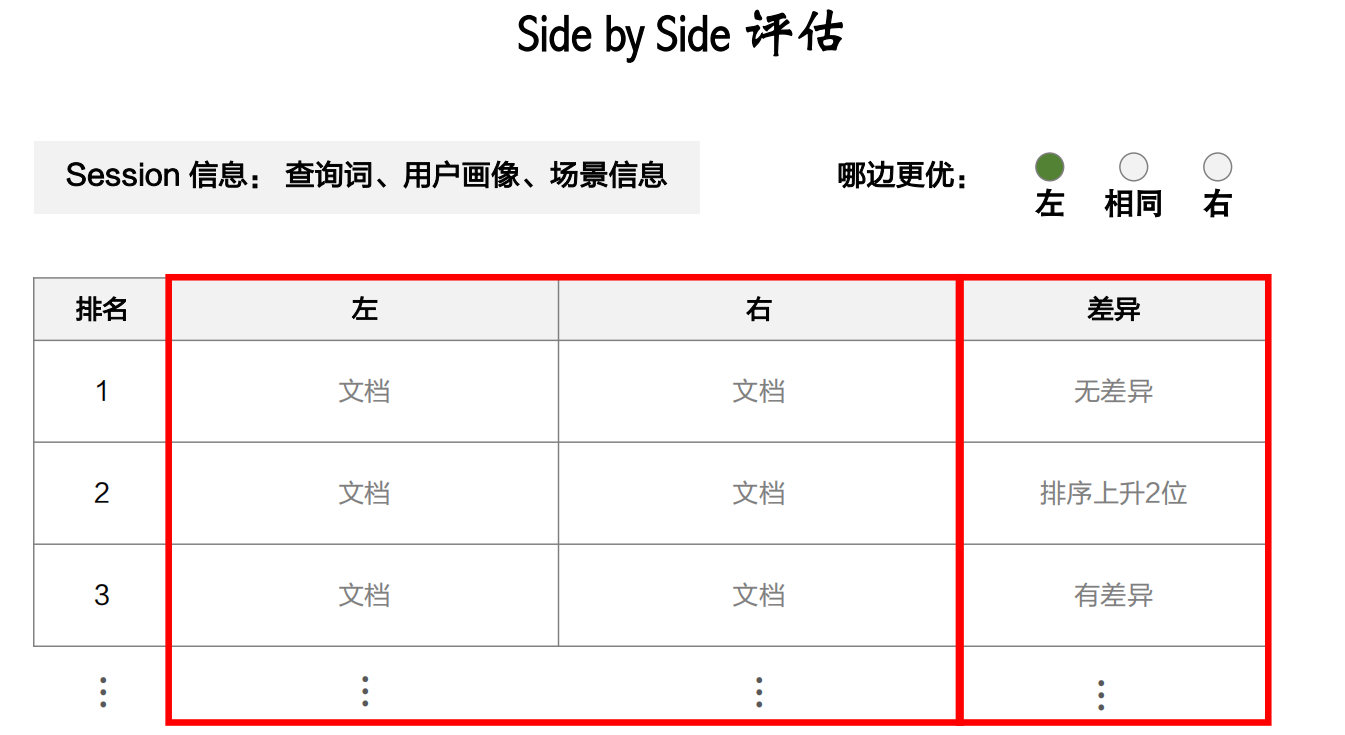 Side by Side 评估
Session 信息： 查询词、用户画像、场景信息
哪边更优：
左 相同 右
排名 左 右 差异
1 文档 文档 无差异
2 文档 文档 排序上升2位
3 文档 文档 有差异
⋮ ⋮ ⋮ ⋮